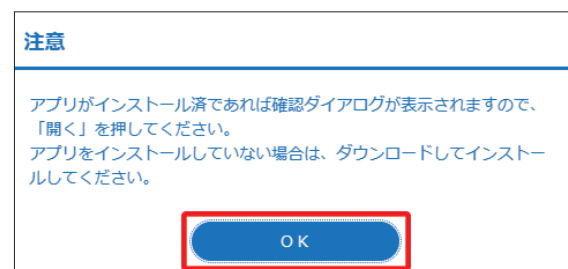 注意
アプリがインストール済であれば確認ダイアログが表示されますので、
「開く」を押してください。
アプリをインストールしていない場合は、ダウンロードしてインストー
ルしてください。
OK